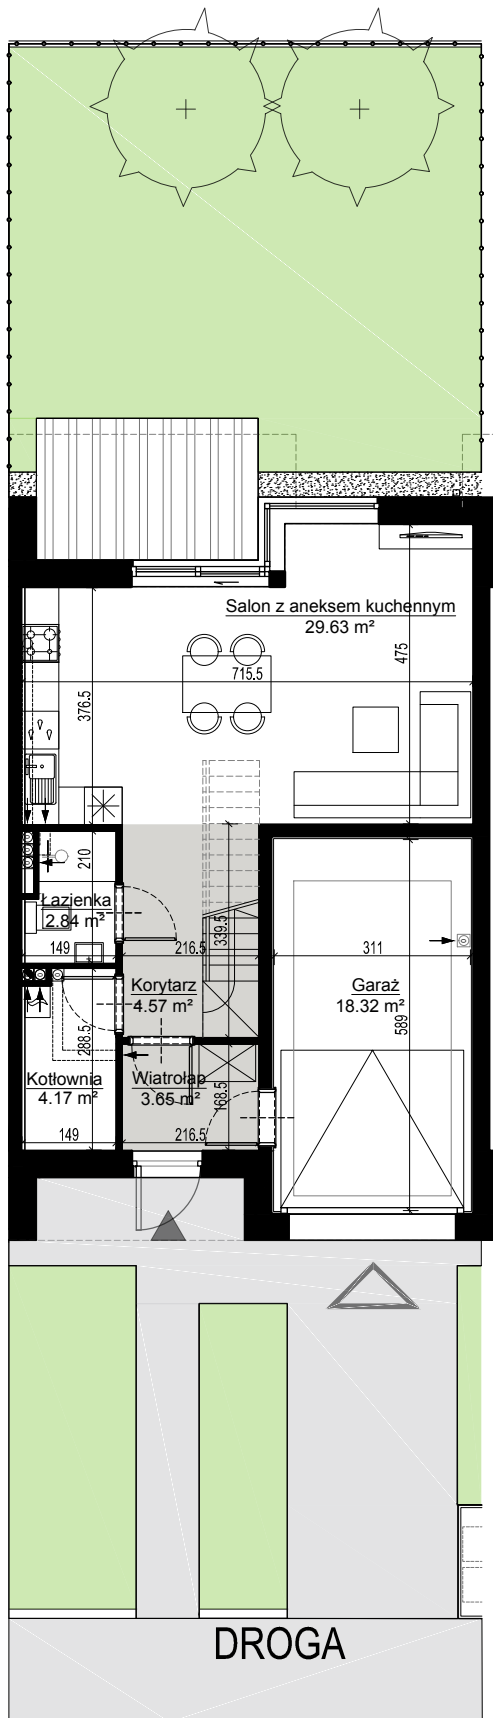 Salon z aneksem kuchennym
29.63 m²
475
715.5
376.5
210
Łazienka
2.84 m²
149
216.5
339.5
311
Korytarz
4.57 m²
Garaż
18.32 m²
589
288.5
Kotłownia
4.17 m²
Wiatrołap
3.65 m²
168.5
149
216.5
DROGA